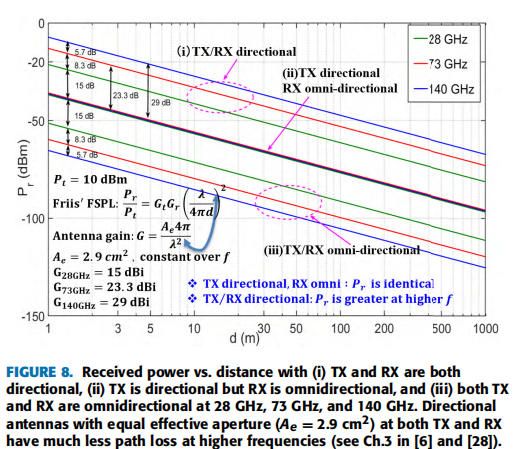 0
-20
-50
-100
-150
P_r (dBm)
1 3 5 10 30 50 100 200 500 1000
d (m)
28 GHz
73 GHz
140 GHz
(i)TX/RX directional
(ii)TX directional
RX omni-directional
(iii)TX/RX omni-directional
5.7 dB
8.3 dB
15 dB
23.3 dB
29 dB
15 dB
8.3 dB
5.7 dB
P_t = 10 dBm
Friis' FSPL: P_r/P_t = G_tG_r(λ/4πd)^2
Antenna gain: G = A_e4π/λ^2
A_e = 2.9 cm^2 , constant over f
G_28GHz = 15 dBi
G_73GHz = 23.3 dBi
G_140GHz = 29 dBi
❖ TX directional, RX omni : P_r is identical
❖ TX/RX directional: P_r is greater at higher f
FIGURE 8. Received power vs. distance with (i) TX and RX are both
directional, (ii) TX is directional but RX is omnidirectional, and (iii) both TX
and RX are omnidirectional at 28 GHz, 73 GHz, and 140 GHz. Directional
antennas with equal effective aperture (A_e = 2.9 cm^2) at both TX and RX
have much less path loss at higher frequencies (see Ch.3 in [6] and [28]).